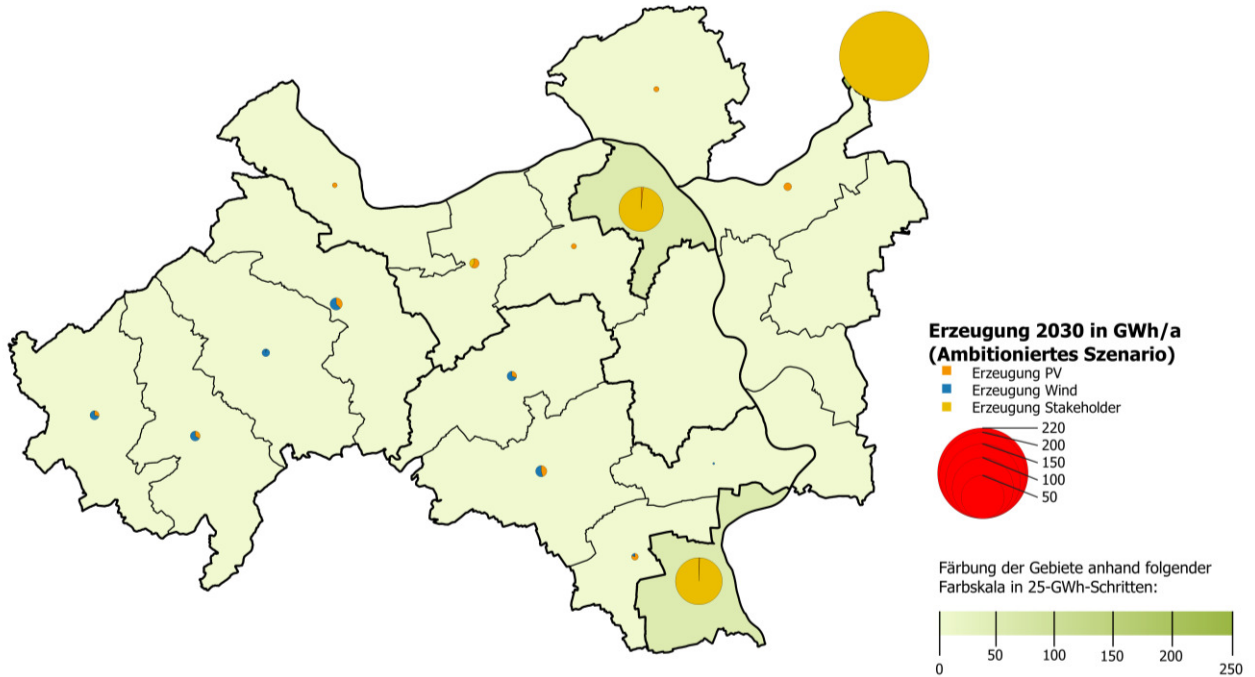 Erzeugung 2030 in GWh/a
(Ambitioniertes Szenario)
Erzeugung PV
Erzeugung Wind
Erzeugung Stakeholder
220
200
150
100
50
Färbung der Gebiete anhand folgender
Farbskala in 25-GWh-Schritten:
0 50 100 150 200 250